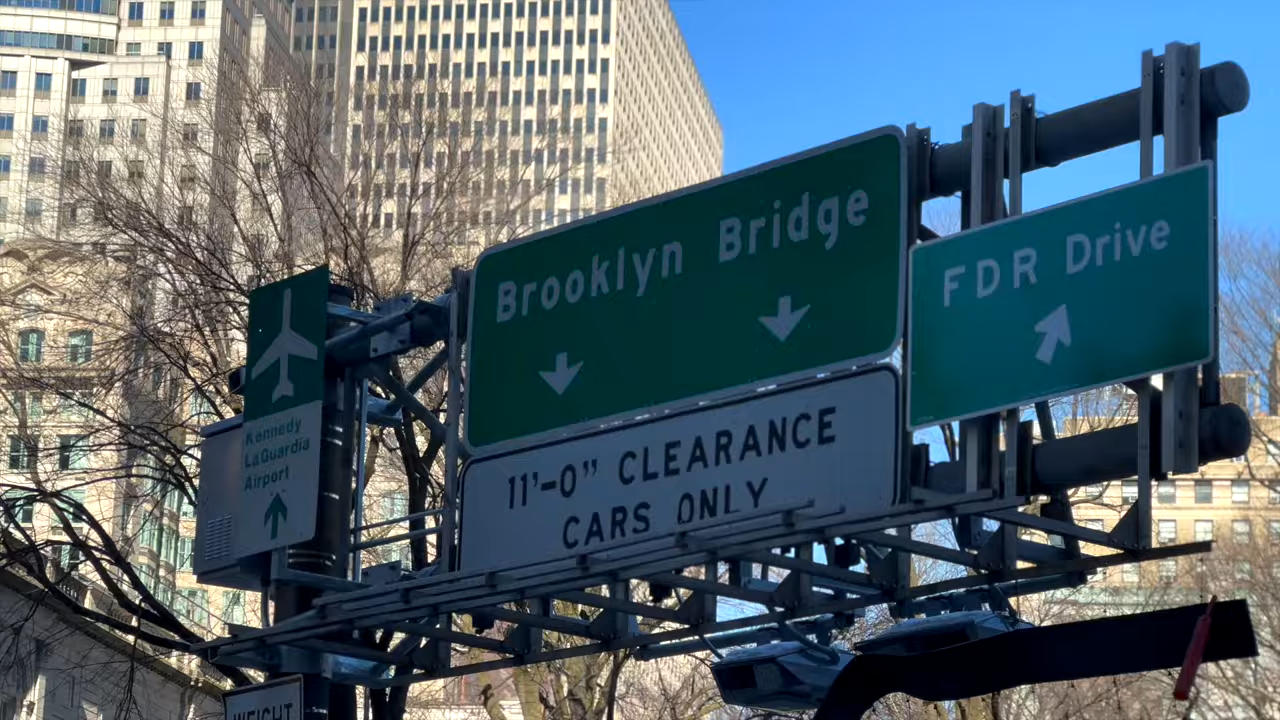 Kennedy
LaGuardia
Airport
Brooklyn Bridge
11'-0" CLEARANCE
CARS ONLY
FDR Drive
WEIGHT